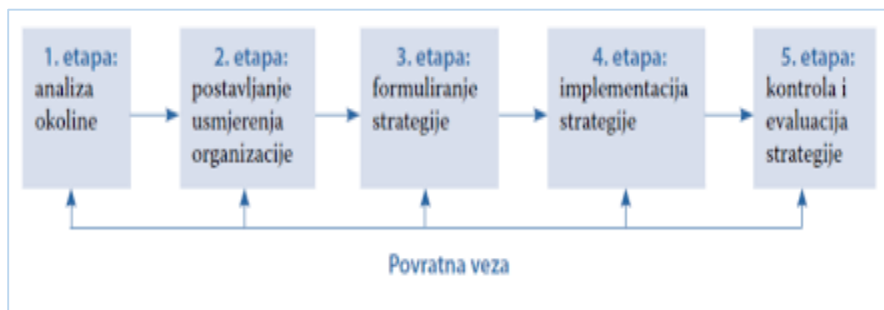 1. etapa:
analiza
okoline
2. etapa:
postavljanje
usmjerenja
organizacije
3. etapa:
formuliranje
strategije
4. etapa:
implementacija
strategije
5. etapa:
kontrola i
evaluacija
strategije
Povratna veza